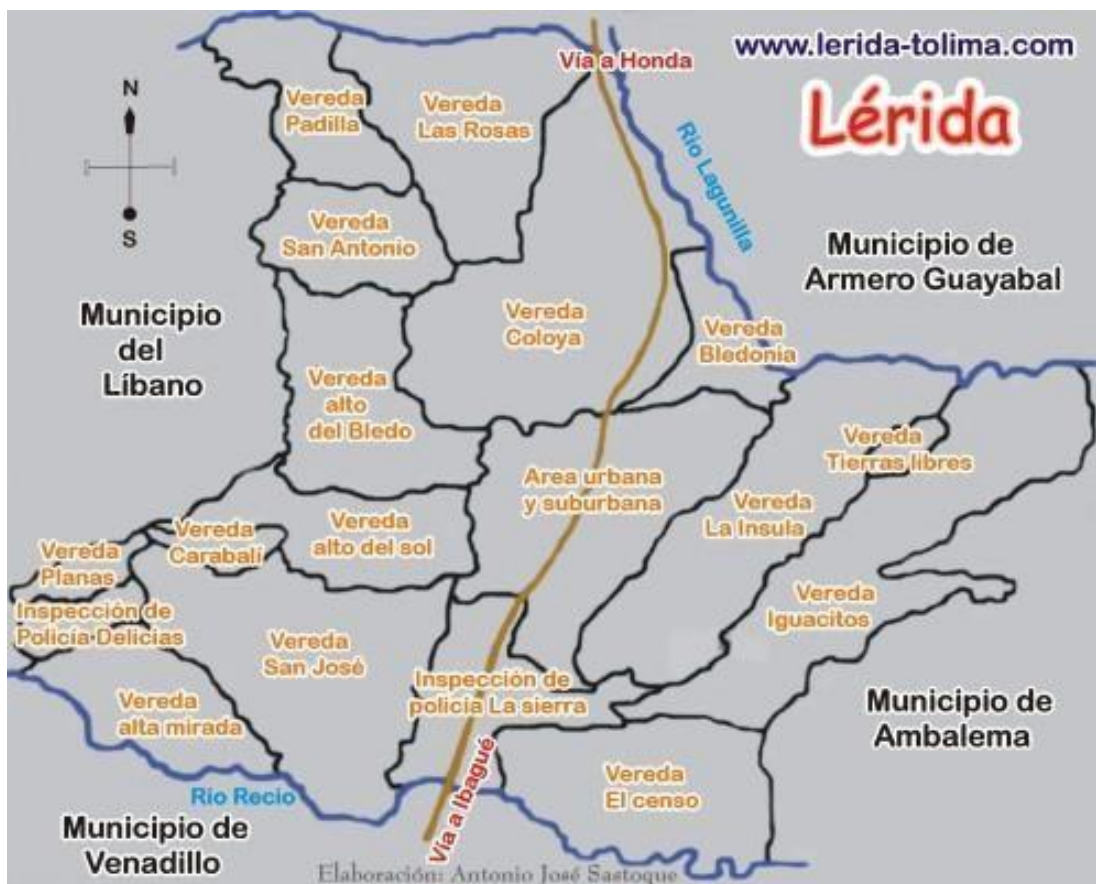 www.lerida-tolima.com
Vía a Honda
Lérida
N
S
Vereda
Padilla
Vereda
Las Rosas
Río Lagunilla
Vereda
San Antonio
Municipio de
Armero Guayabal
Municipio
del
Líbano
Vereda
Coloya
Vereda
Bledonia
Vereda
alto
del Bledo
Vereda
Tierras libres
Area urbana
y suburbana
Vereda
La Insula
Vereda
alto del sol
Vereda
Carabalí
Vereda
Planas
Inspección de
Policía Delicias
Vereda
Iguacitos
Vereda
San José
Inspección de
policía La sierra
Vereda
alta mirada
Municipio de
Ambalema
Vereda
El censo
Vía a Ibagué
Río Recio
Municipio de
Venadillo
Elaboración: Antonio José Sastoque